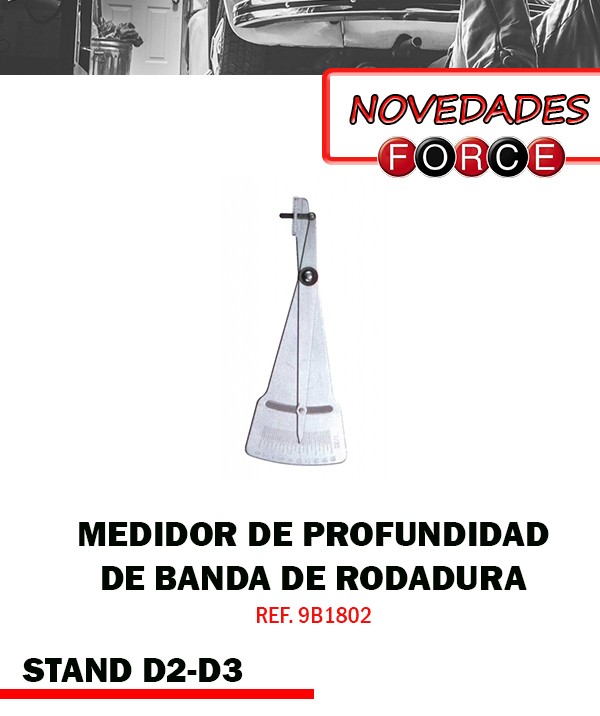 NOVEDADES
FORCE
MEDIDOR DE PROFUNDIDAD
DE BANDA DE RODADURA
REF. 9B1802
STAND D2-D3